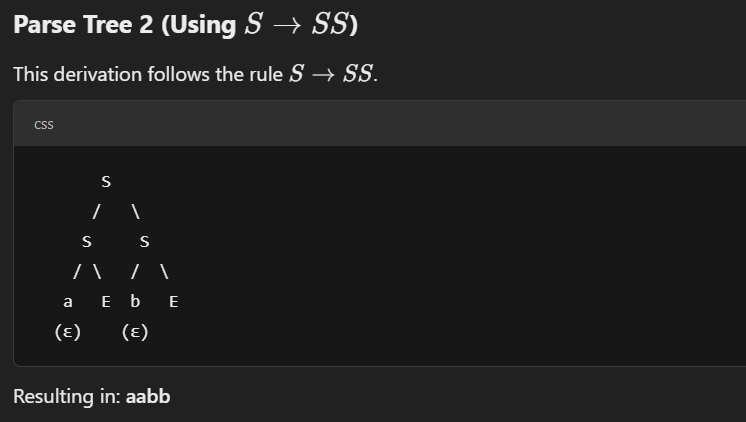 Parse Tree 2 (Using S → SS)
This derivation follows the rule S → SS.
css
S
/ \
S S
/ \ / \
a E b E
(ε) (ε)
Resulting in: aabb